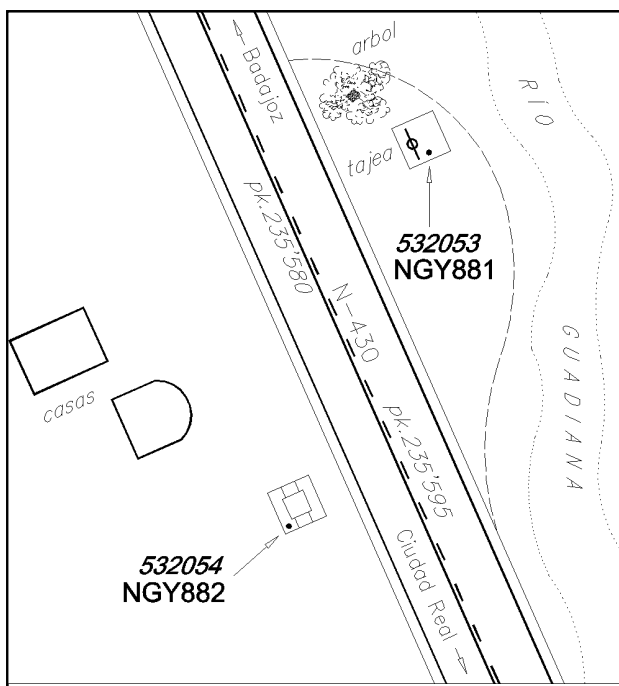 arbol
← Badajoz
RÍO
tajea
pk.235'580
532053
NGY881
N-430
GUADIANA
casas
pk.235'595
Ciudad Real →
532054
NGY882